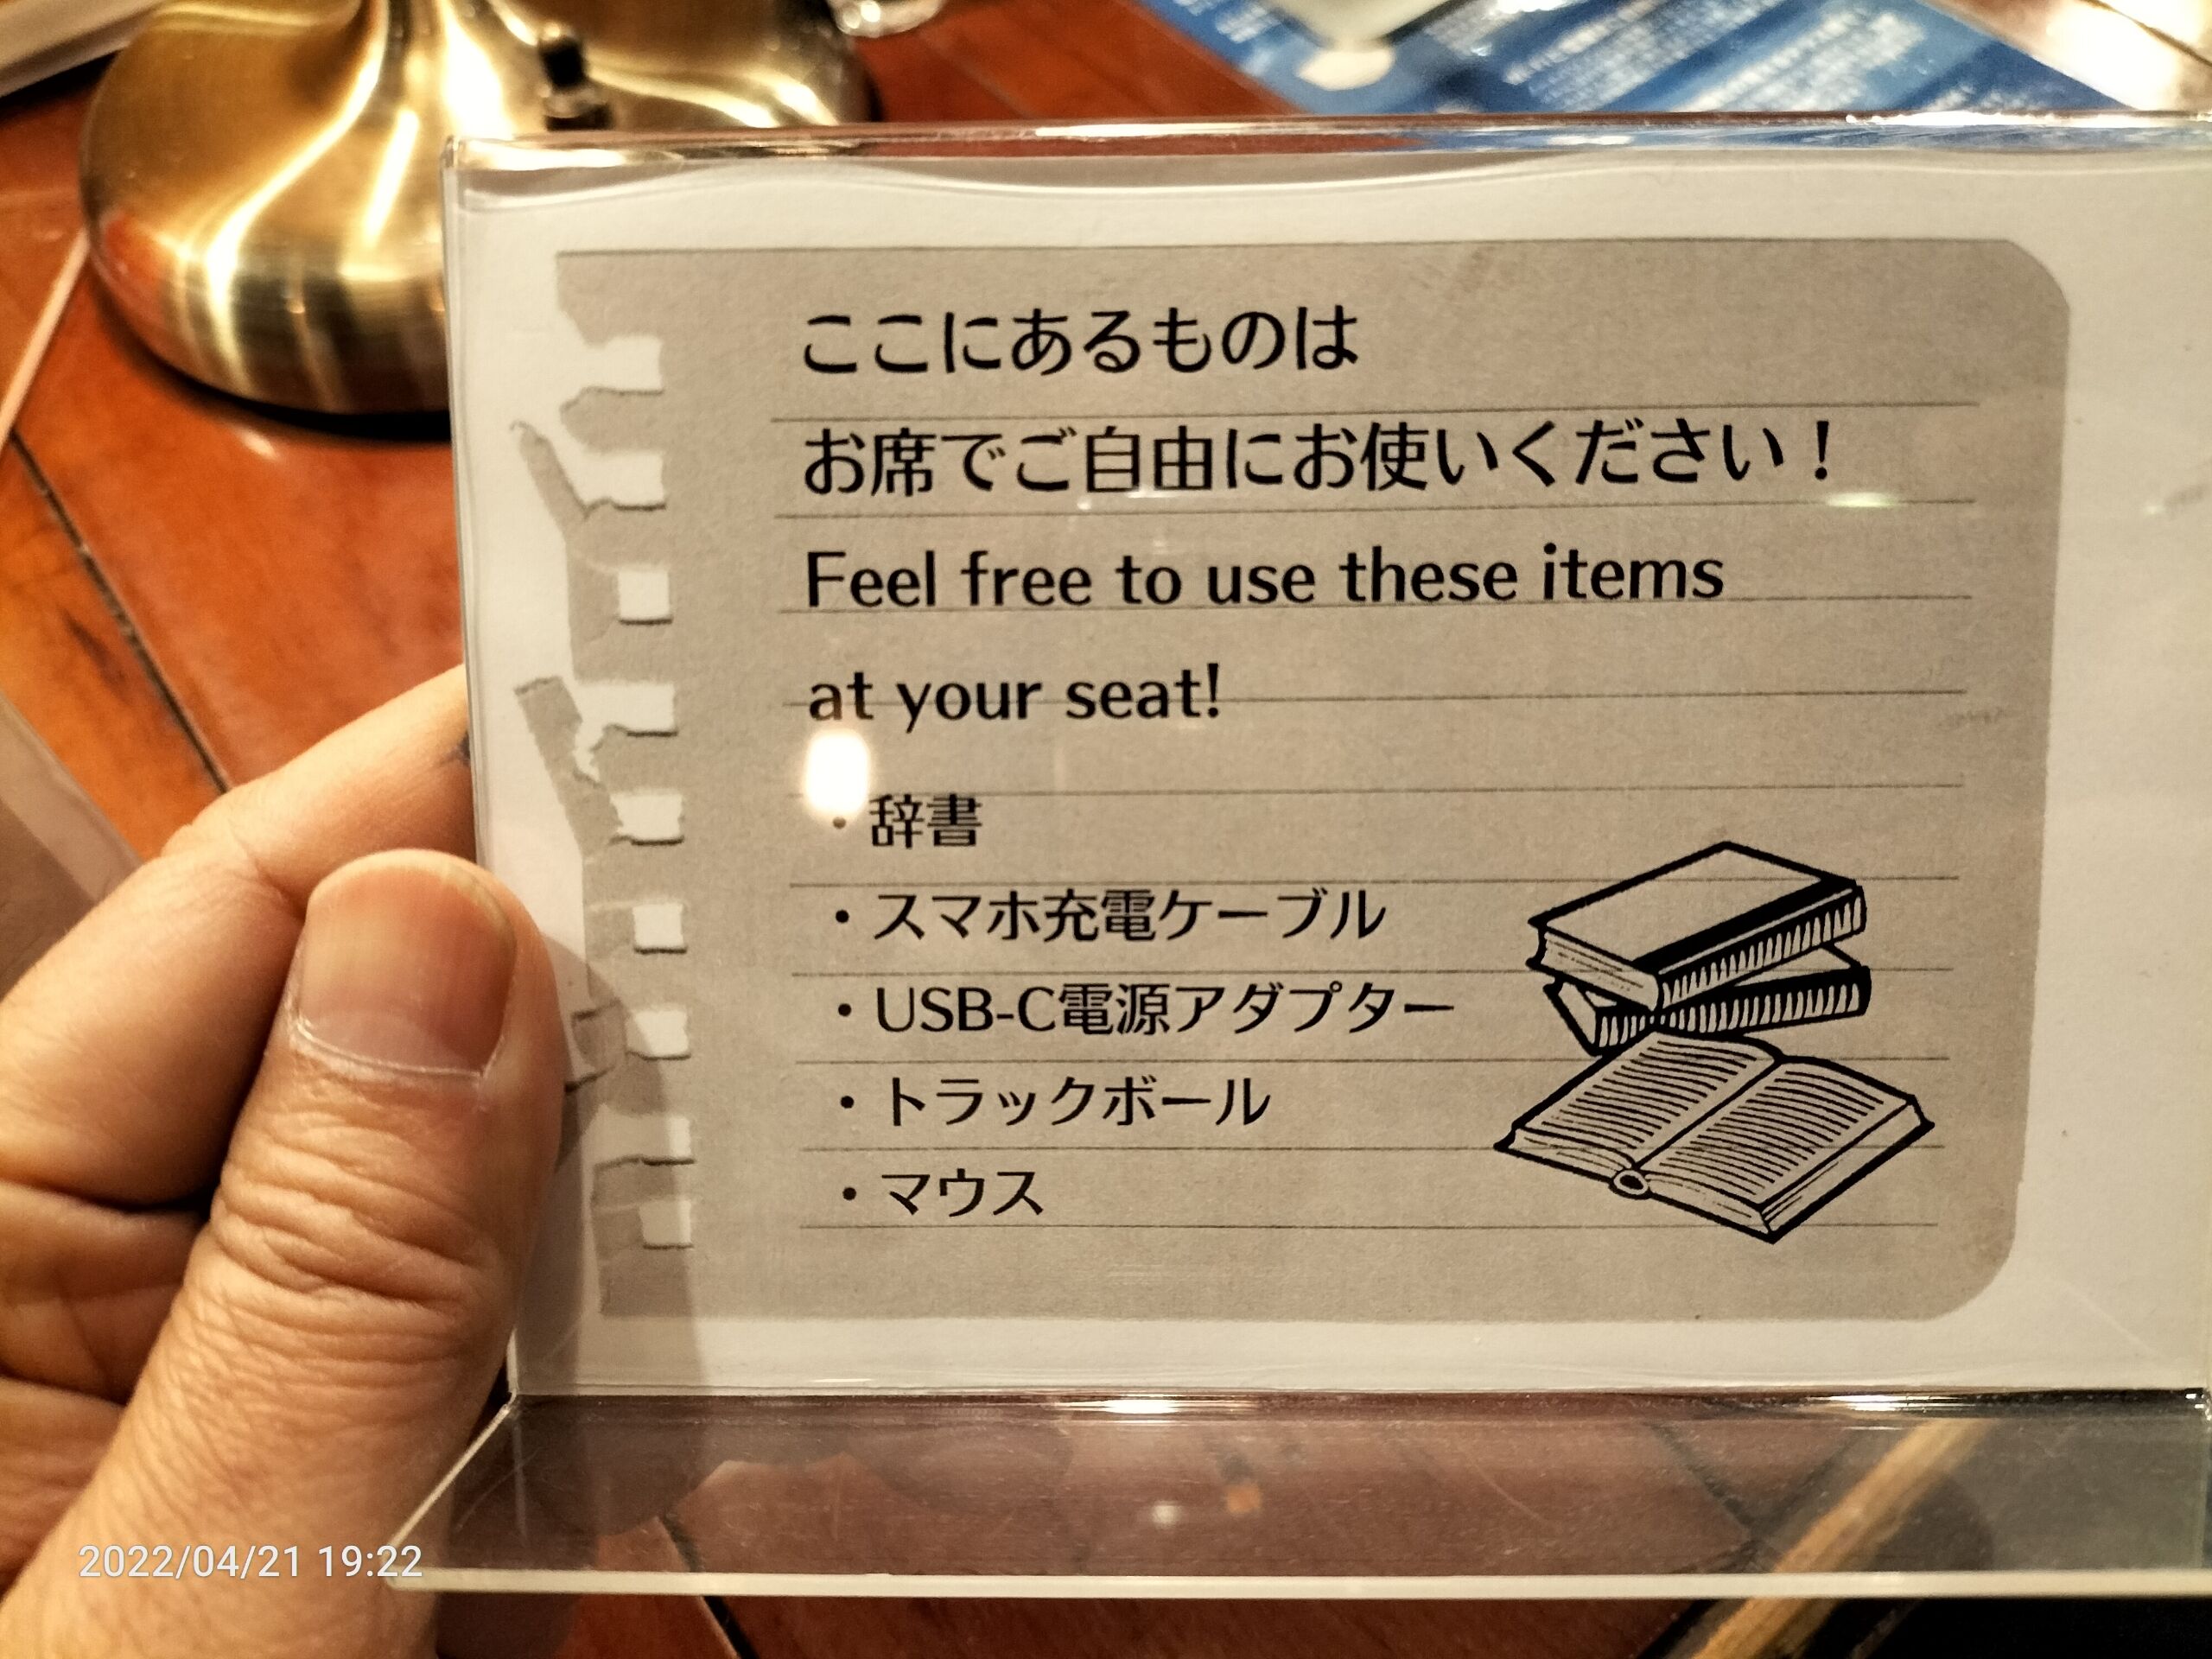 ここにあるものは
お席でご自由にお使いください！
Feel free to use these items
at your seat!
・辞書
・スマホ充電ケーブル
・USB-C電源アダプター
・トラックボール
・マウス
2022/04/21 19:22